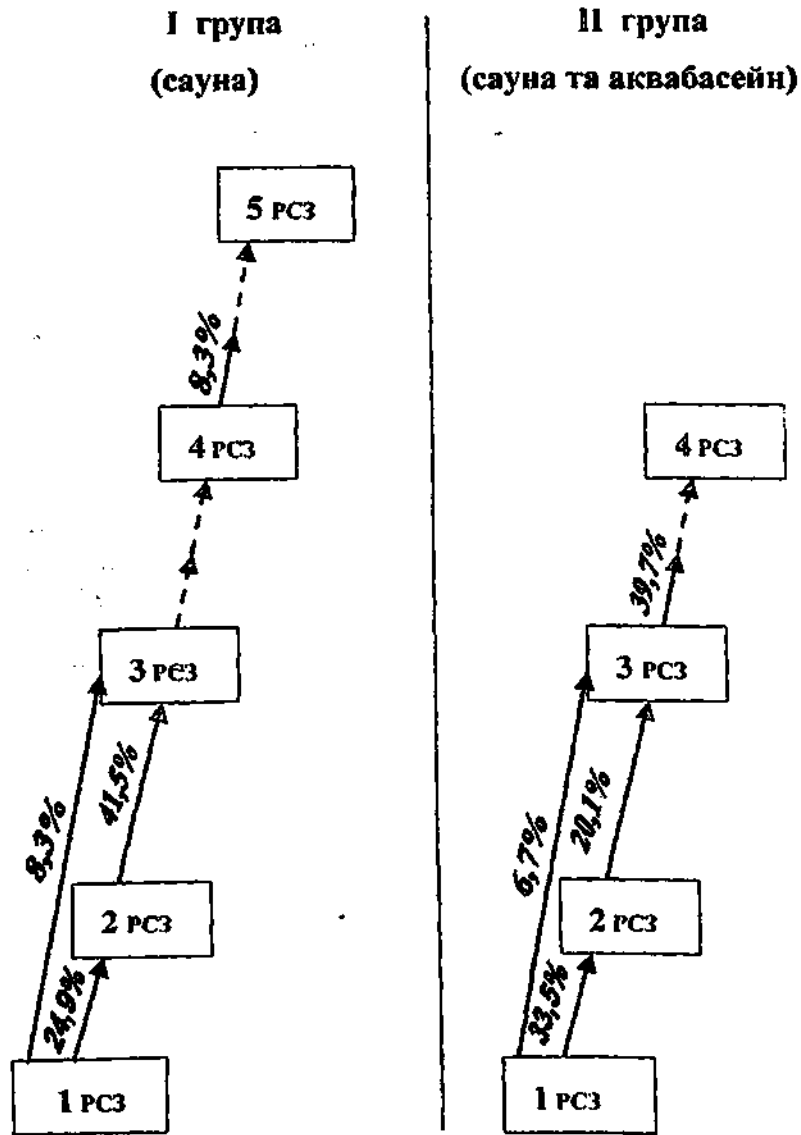 I група
(сауна)
5 РСЗ
8,3%
4 РСЗ
3 РСЗ
8,3%
41,5%
2 РСЗ
24,9%
1 РСЗ
II група
(сауна та аквабасейн)
4 РСЗ
39,7%
3 РСЗ
6,7%
20,1%
2 РСЗ
33,5%
1 РСЗ